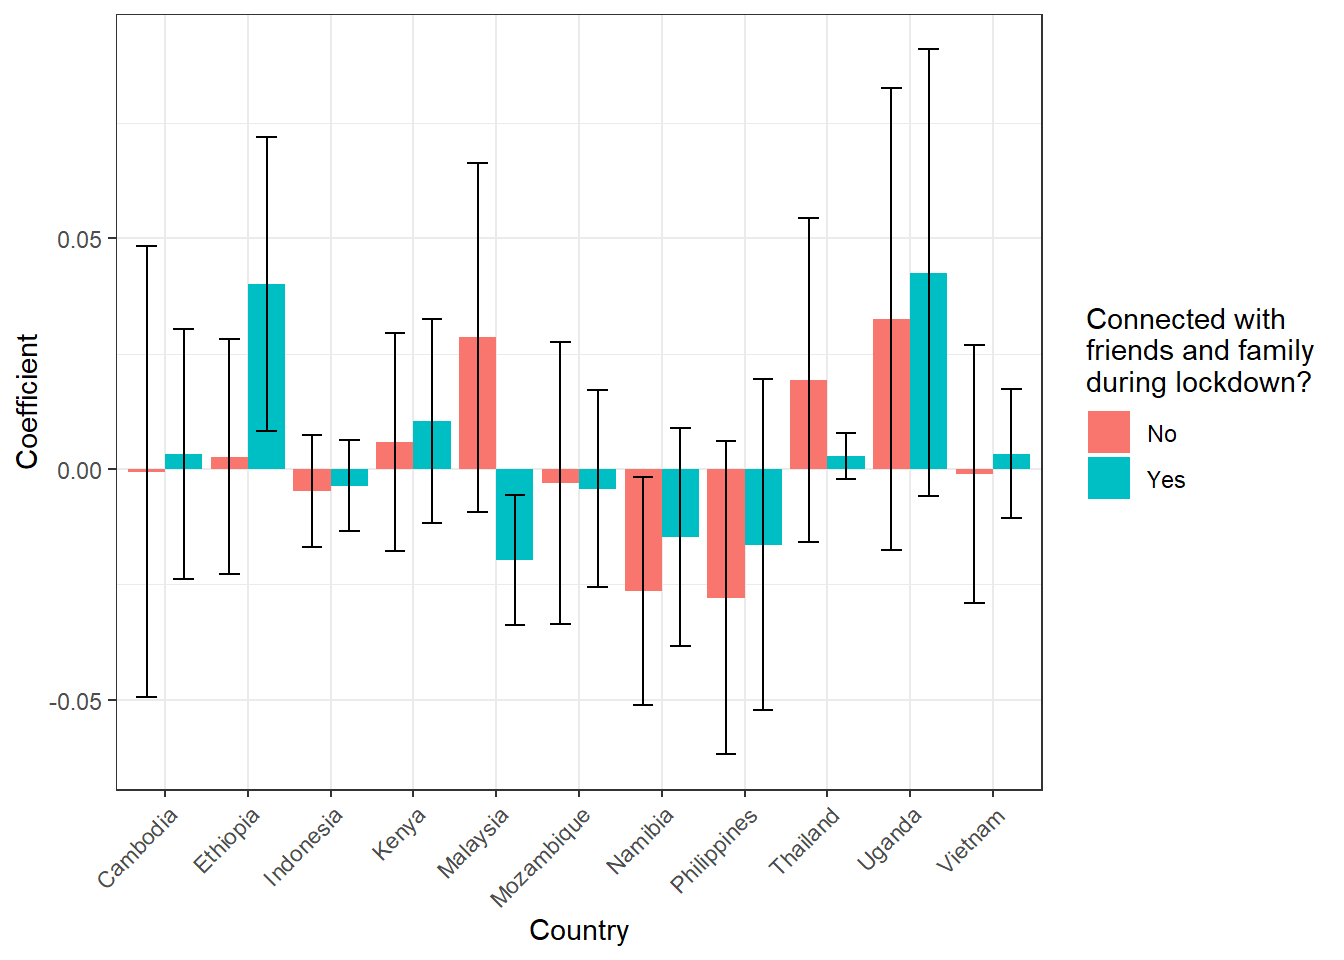 Coefficient
0.05
0.00
-0.05
Cambodia
Ethiopia
Indonesia
Kenya
Malaysia
Mozambique
Namibia
Philippines
Thailand
Uganda
Vietnam
Country
Connected with
friends and family
during lockdown?
No
Yes